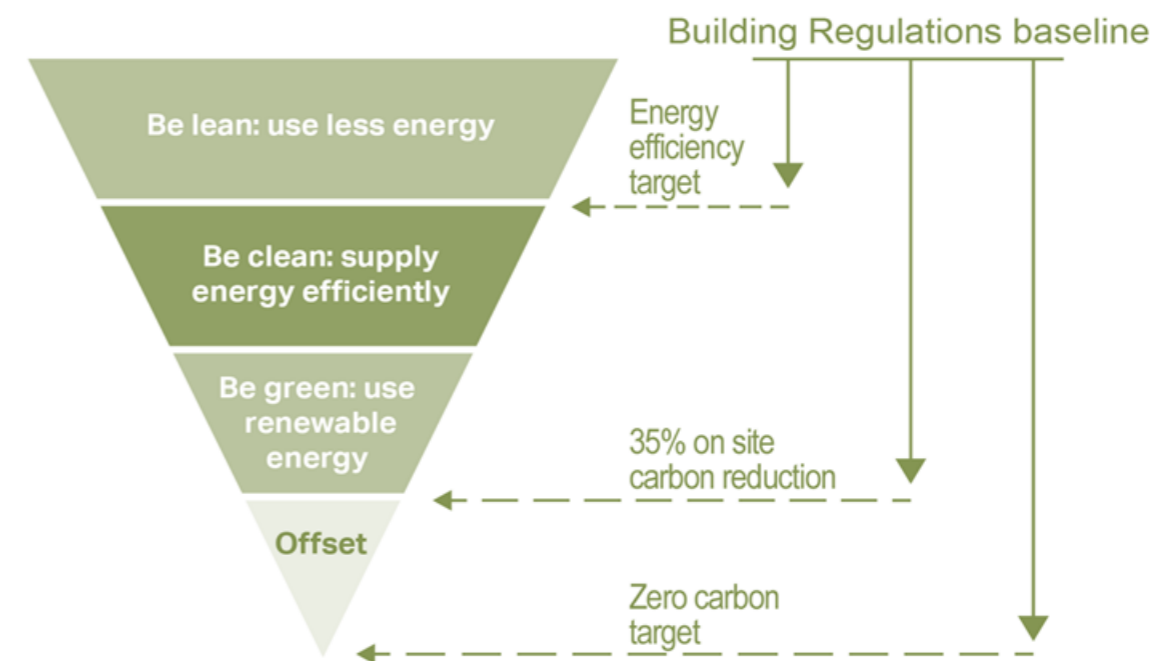 Building Regulations baseline
Be lean: use less energy
Energy
efficiency
target
Be clean: supply
energy efficiently
Be green: use
renewable
energy
35% on site
carbon reduction
Offset
Zero carbon
target